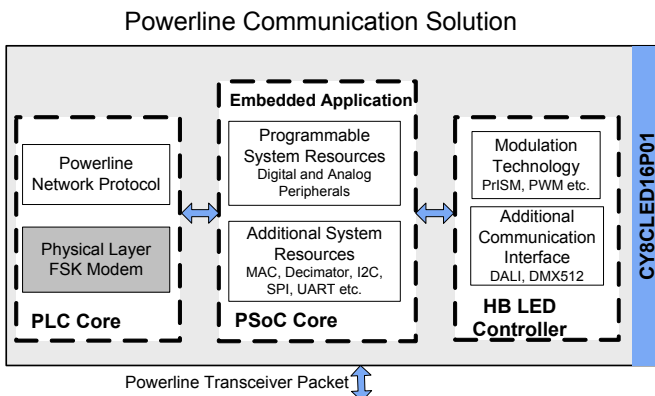 Powerline Communication Solution
Powerline
Network Protocol
Physical Layer
FSK Modem
PLC Core
Embedded Application
Programmable
System Resources
Digital and Analog
Peripherals
Additional System
Resources
MAC, Decimator, I2C,
SPI, UART etc.
PSoC Core
Modulation
Technology
PrISM, PWM etc.
Additional
Communication
Interface
DALI, DMX512
HB LED
Controller
CY8CLED16P01
Powerline Transceiver Packet